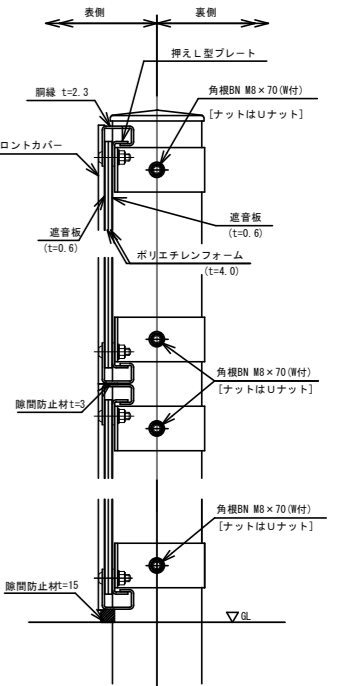 表側
裏側
押えL型プレート
胴縁 t=2.3
角根BN M8×70(W付)
[ナットはUナット]
ロントカバー
遮音板
(t=0.6)
遮音板
(t=0.6)
ポリエチレンフォーム
(t=4.0)
角根BN M8×70(W付)
[ナットはUナット]
隙間防止材t=3
角根BN M8×70(W付)
[ナットはUナット]
隙間防止材t=15
GL